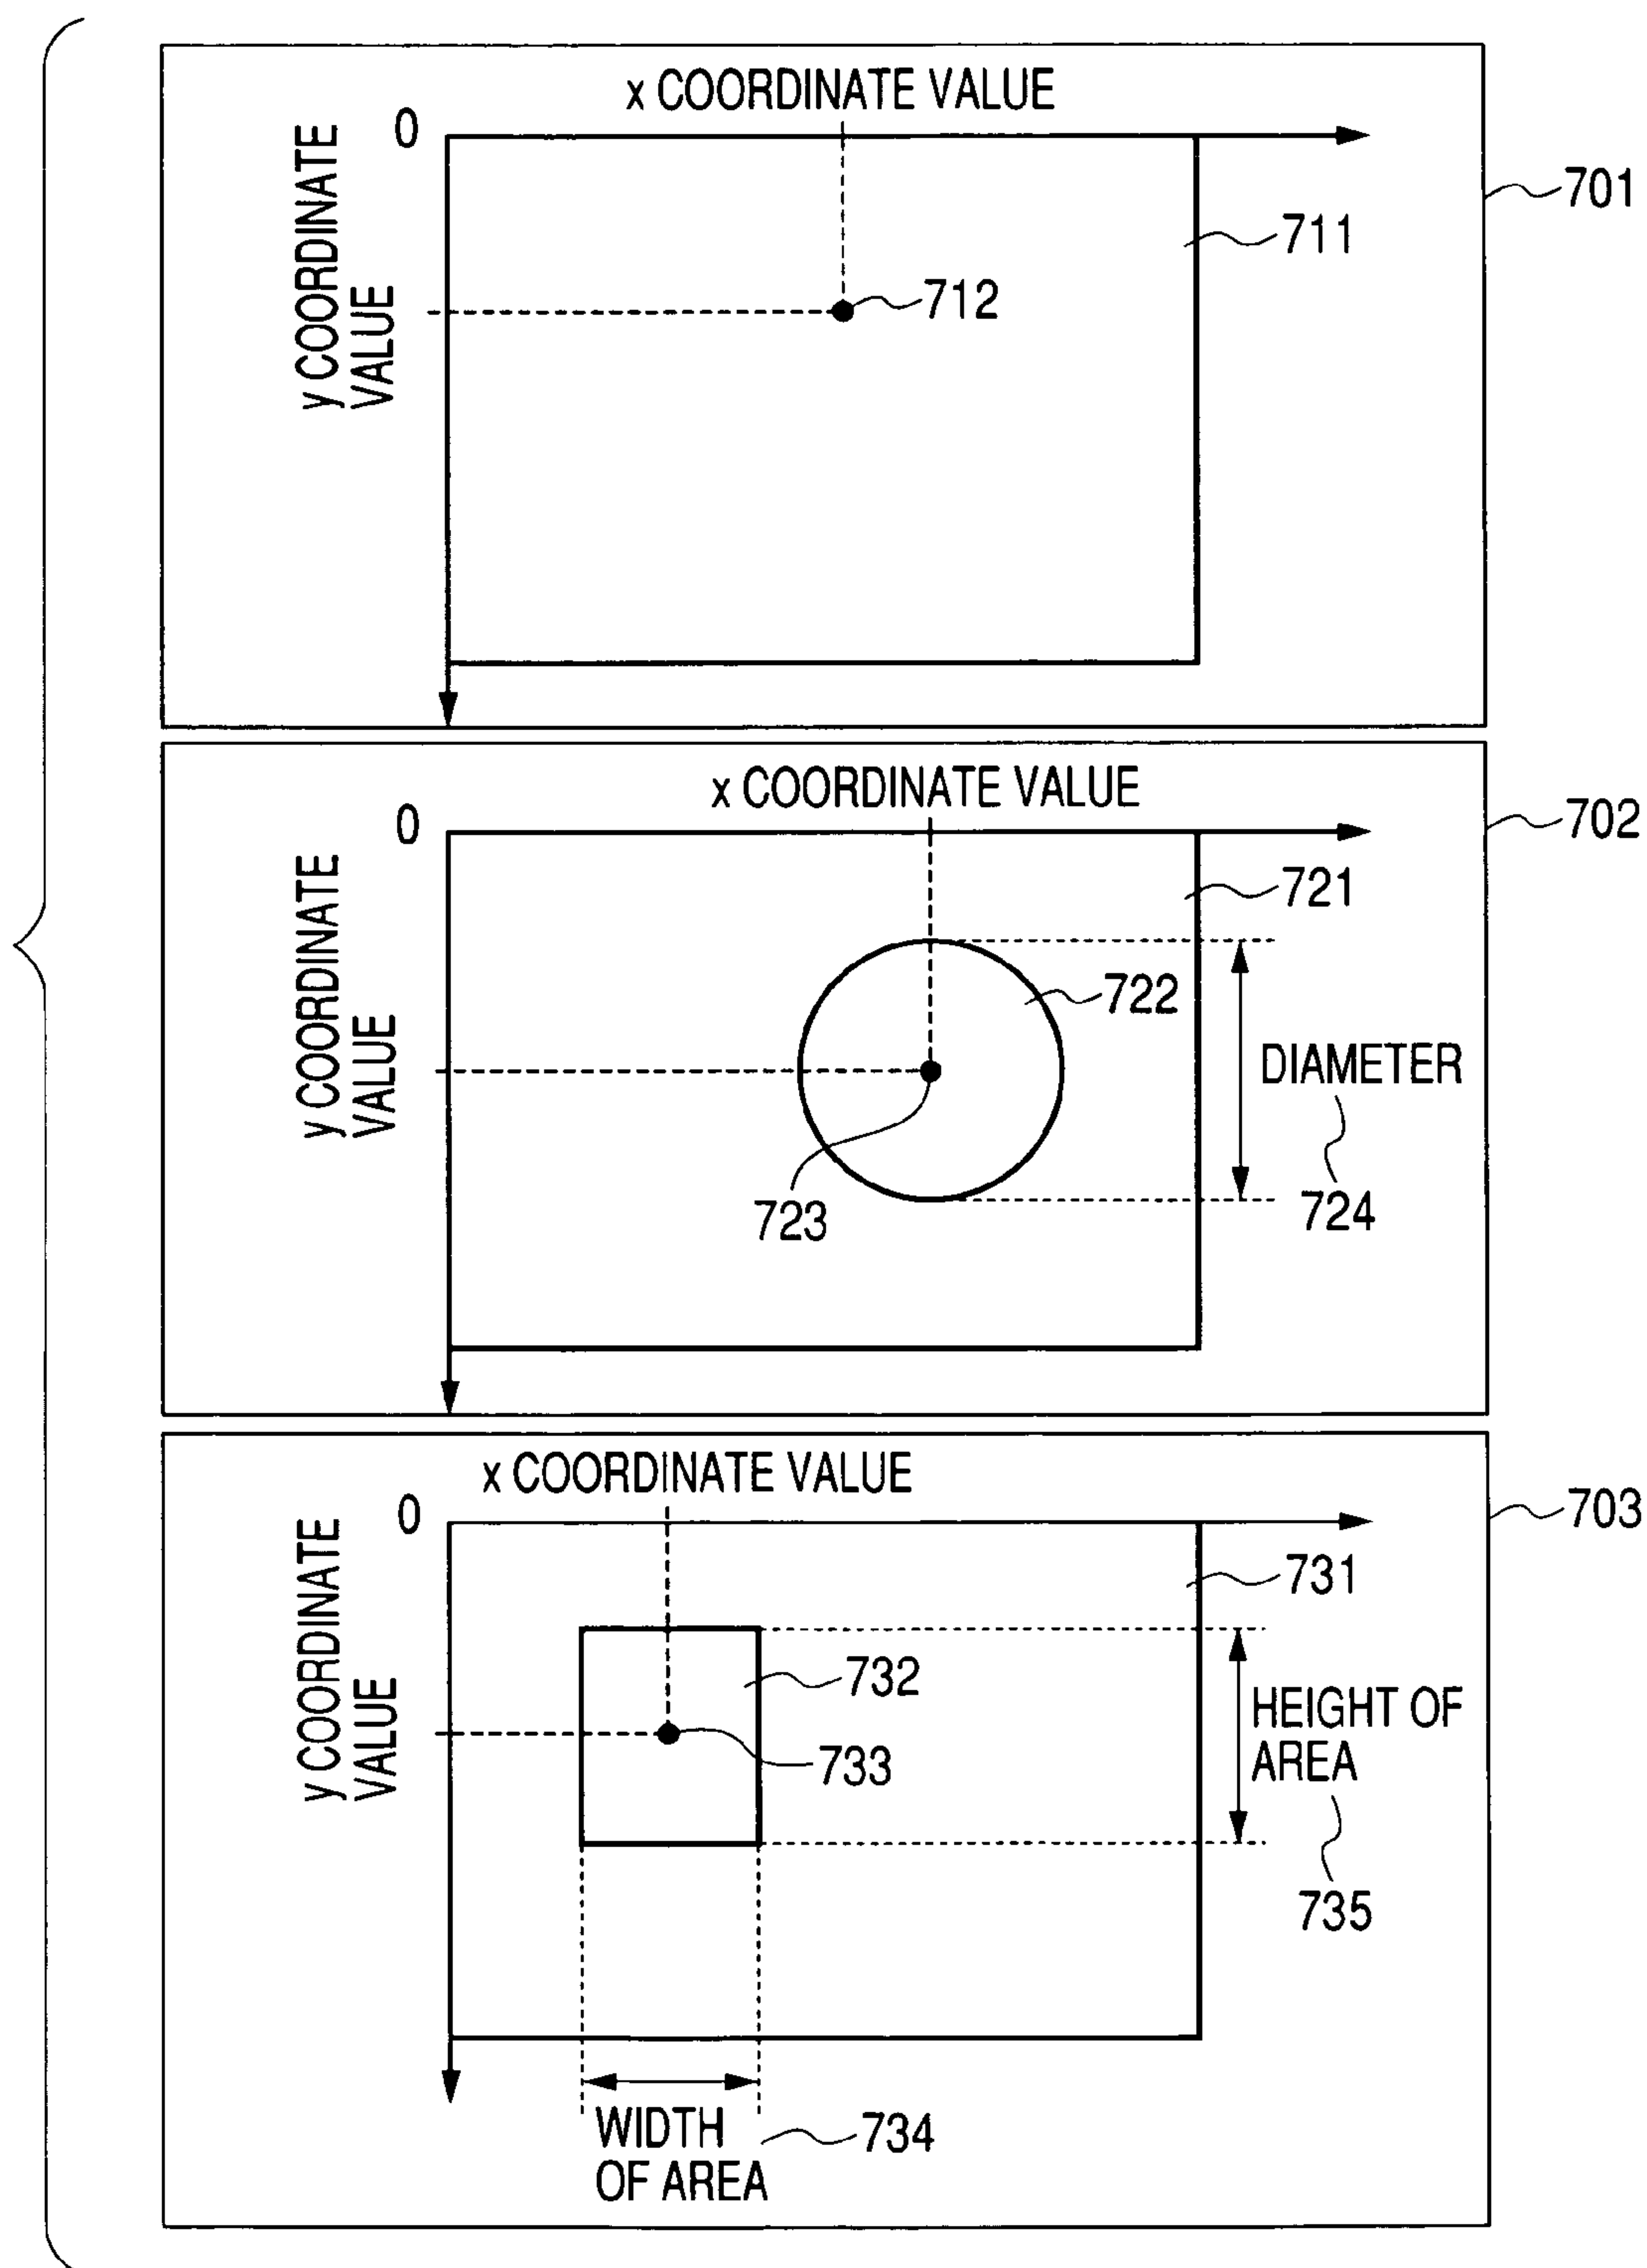 x COORDINATE VALUE
0
y COORDINATE
VALUE
701
711
712
x COORDINATE VALUE
0
y COORDINATE
VALUE
702
721
722
DIAMETER
723
724
x COORDINATE VALUE
0
y COORDINATE
VALUE
703
731
732
733
HEIGHT OF
AREA
735
WIDTH
OF AREA
734